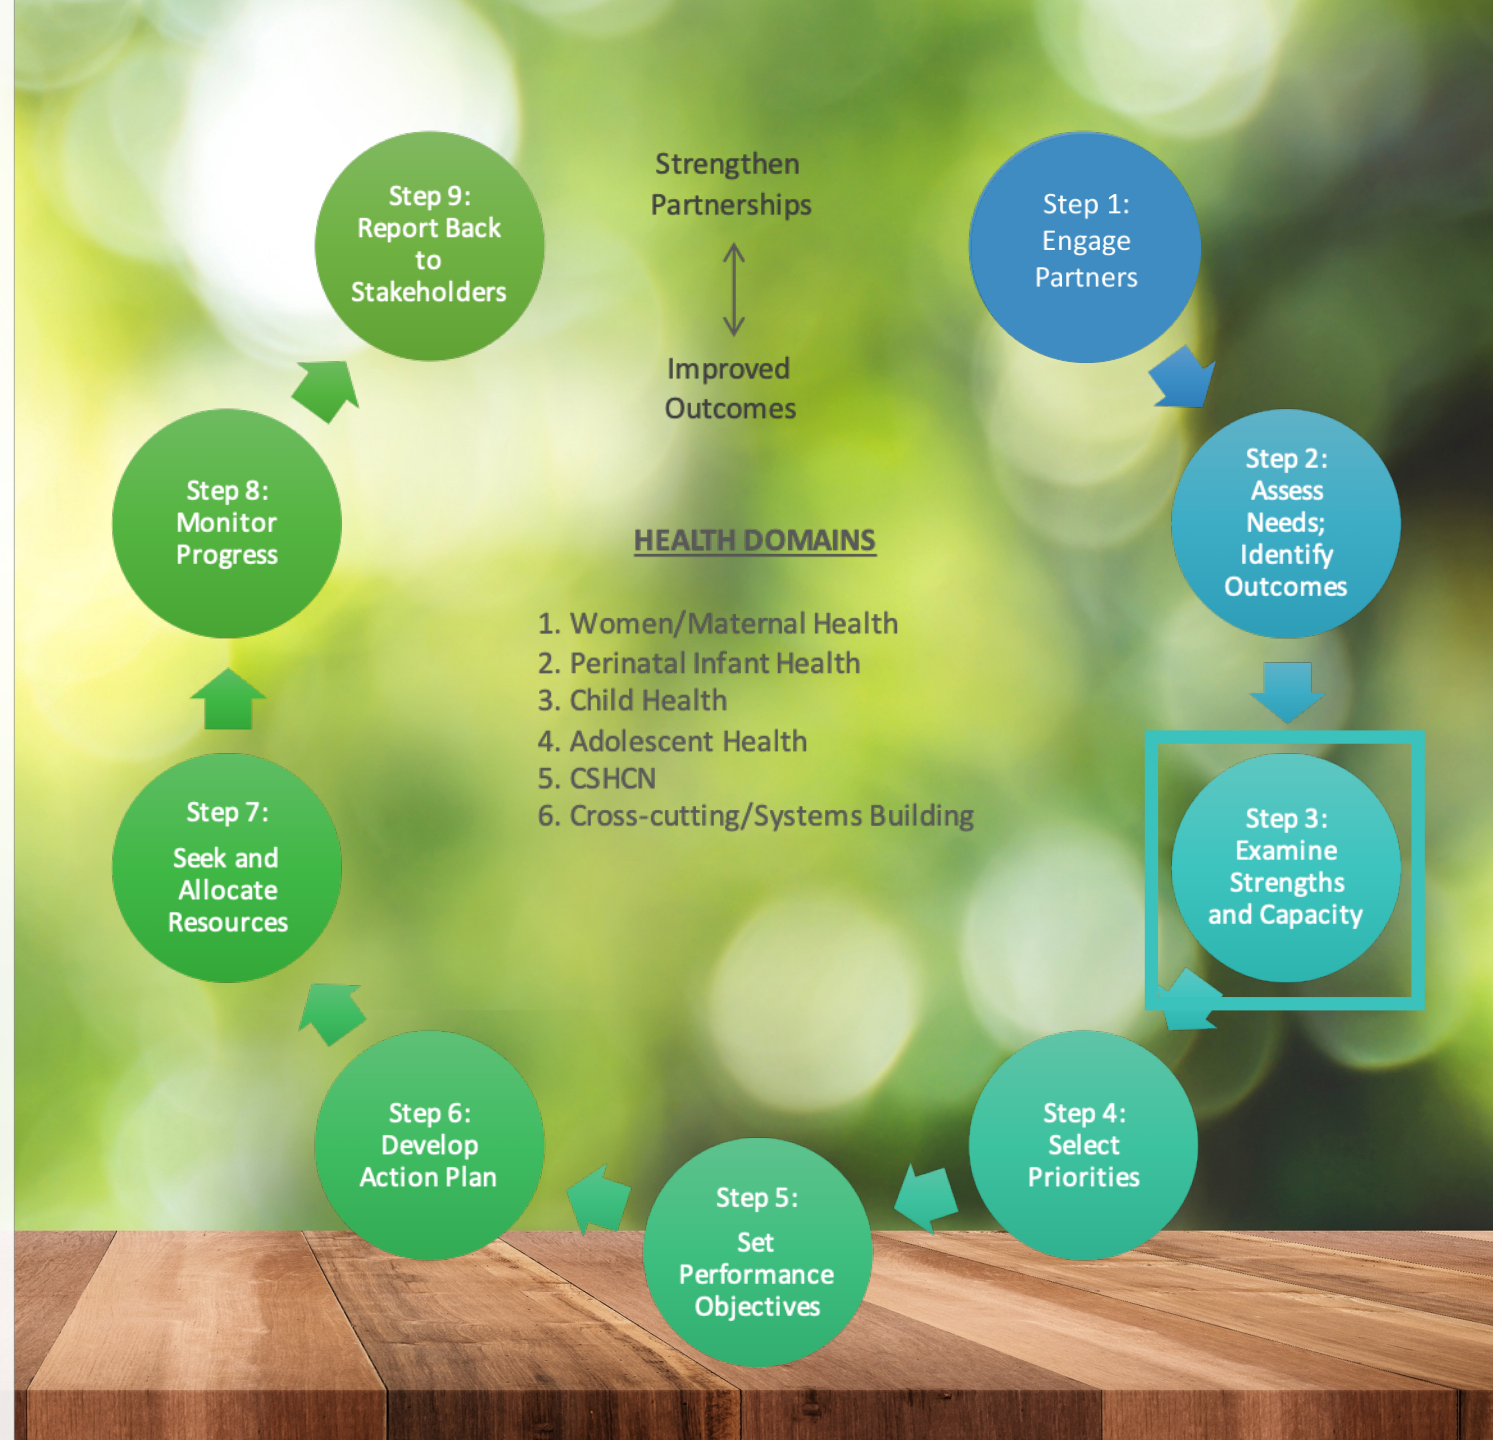 Strengthen
Partnerships
Improved
Outcomes
Step 1:
Engage
Partners
Step 2:
Assess
Needs;
Identify
Outcomes
Step 3:
Examine
Strengths
and Capacity
Step 4:
Select
Priorities
Step 5:
Set
Performance
Objectives
Step 6:
Develop
Action Plan
Step 7:
Seek and
Allocate
Resources
Step 8:
Monitor
Progress
Step 9:
Report Back
to
Stakeholders
HEALTH DOMAINS
1. Women/Maternal Health
2. Perinatal Infant Health
3. Child Health
4. Adolescent Health
5. CSHCN
6. Cross-cutting/Systems Building